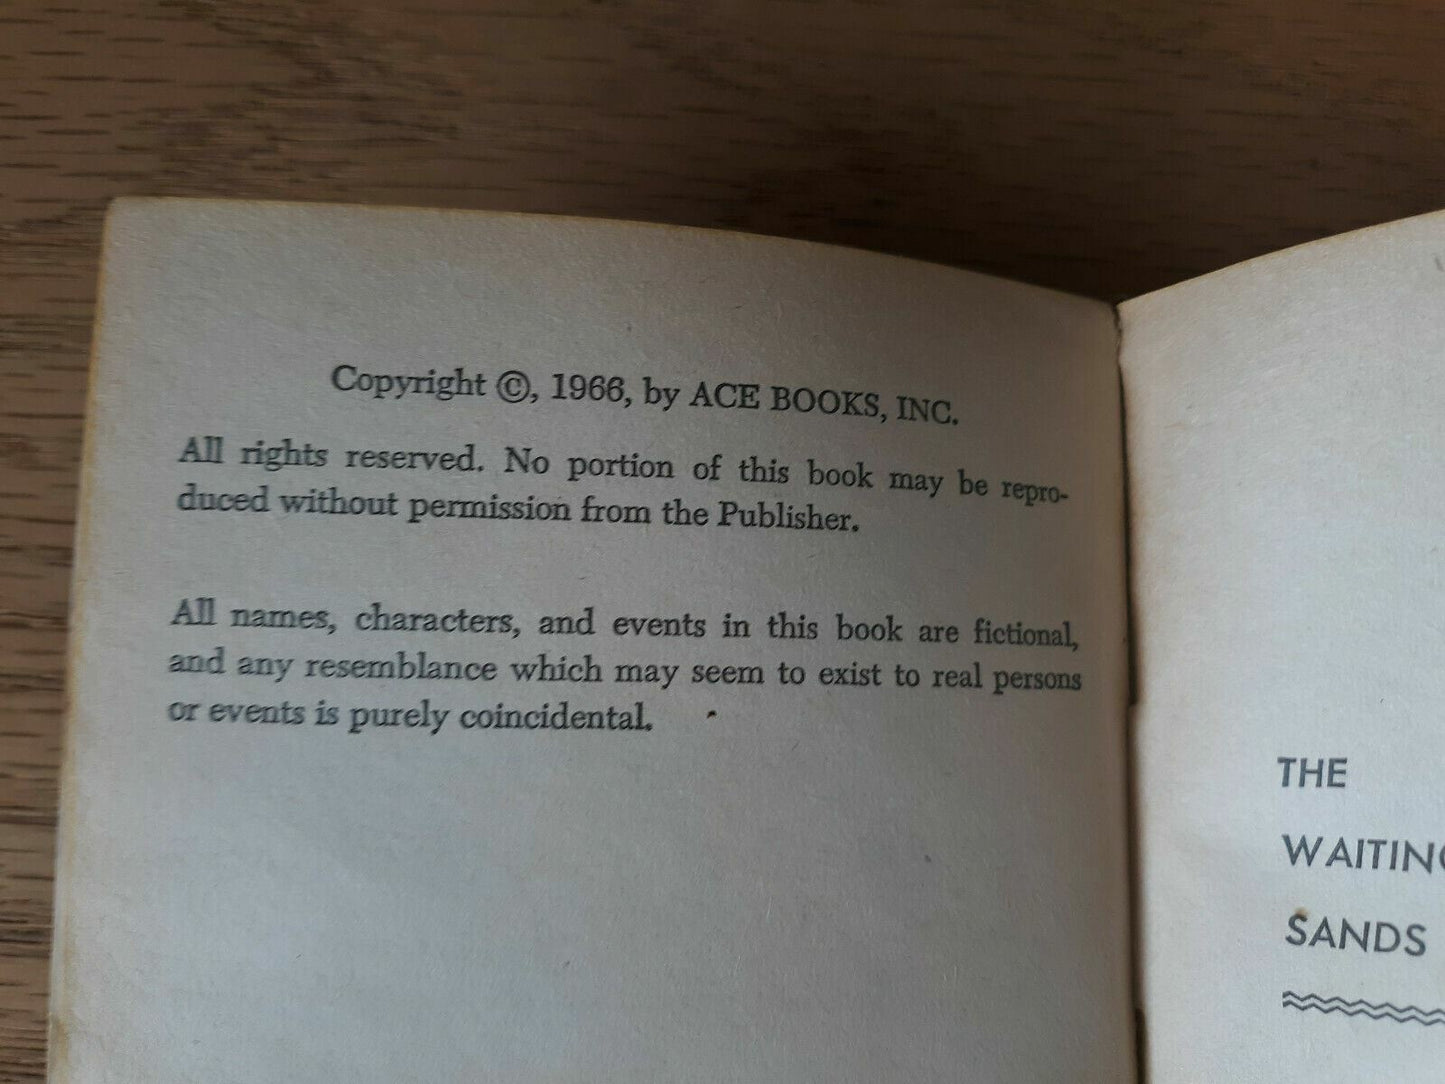 Copyright ©, 1966, by ACE BOOKS, INC.
All rights reserved. No portion of this book may be repro-
duced without permission from the Publisher.
All names, characters, and events in this book are fictional,
and any resemblance which may seem to exist to real persons
or events is purely coincidental.
THE
WAITING
SANDS